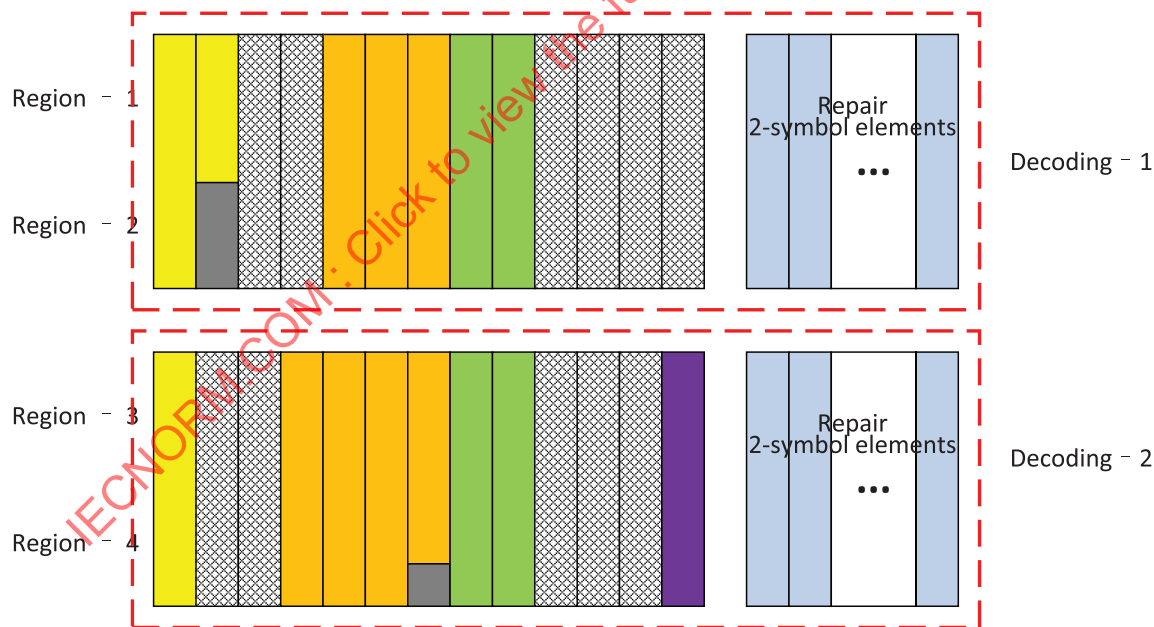 Region - 1
Repair
2-symbol elements
...
Decoding - 1
Region - 2
Region - 3
Repair
2-symbol elements
...
Decoding - 2
Region - 4
IECNORM.COM : Click to view the